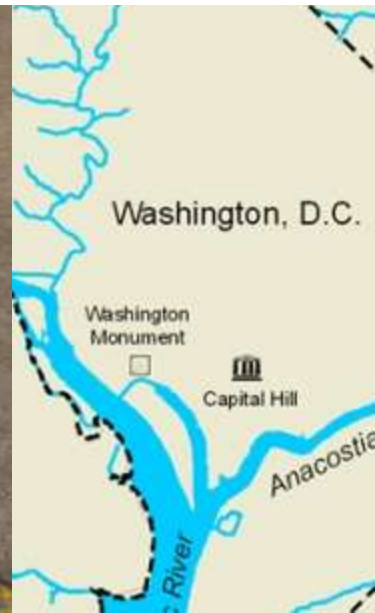 Washington, D.C.
Washington
Monument
Capital Hill
Anacostia
c River